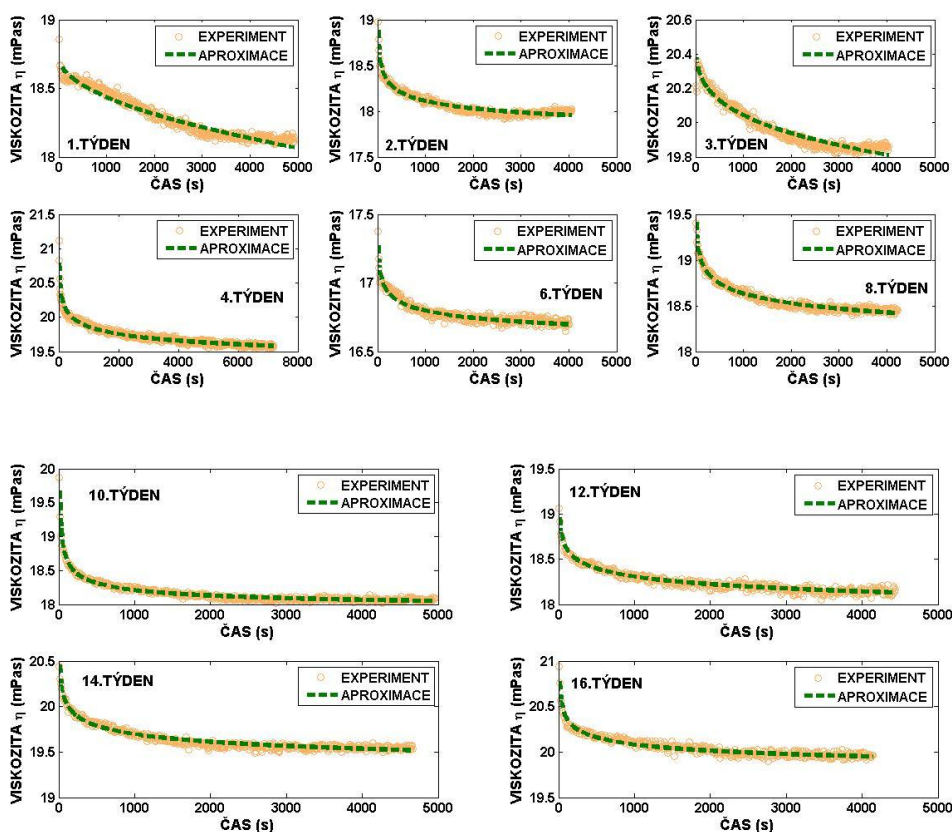 VISKOZITA η (mPas)
19
18.5
18
EXPERIMENT
APROXIMACE
1.TÝDEN
0 1000 2000 3000 4000 5000
ČAS (s)
VISKOZITA η (mPas)
19
18.5
18
17.5
EXPERIMENT
APROXIMACE
2.TÝDEN
0 1000 2000 3000 4000 5000
ČAS (s)
VISKOZITA η (mPas)
20.6
20.4
20.2
20
19.8
EXPERIMENT
APROXIMACE
3.TÝDEN
0 1000 2000 3000 4000 5000
ČAS (s)
VISKOZITA η (mPas)
21.5
21
20.5
20
19.5
EXPERIMENT
APROXIMACE
4.TÝDEN
0 2000 4000 6000 8000
ČAS (s)
VISKOZITA η (mPas)
17.5
17
16.5
EXPERIMENT
APROXIMACE
6.TÝDEN
0 1000 2000 3000 4000 5000
ČAS (s)
VISKOZITA η (mPas)
19.5
19
18.5
18
EXPERIMENT
APROXIMACE
8.TÝDEN
0 1000 2000 3000 4000 5000
ČAS (s)
VISKOZITA η (mPas)
20
19.5
19
18.5
18
10.TÝDEN
EXPERIMENT
APROXIMACE
0 1000 2000 3000 4000 5000
ČAS (s)
VISKOZITA η (mPas)
19.5
19
18.5
18
12.TÝDEN
EXPERIMENT
APROXIMACE
0 1000 2000 3000 4000 5000
ČAS (s)
VISKOZITA η (mPas)
20.5
20
19.5
19
14.TÝDEN
EXPERIMENT
APROXIMACE
0 1000 2000 3000 4000 5000
ČAS (s)
VISKOZITA η (mPas)
21
20.5
20
19.5
16.TÝDEN
EXPERIMENT
APROXIMACE
0 1000 2000 3000 4000 5000
ČAS (s)